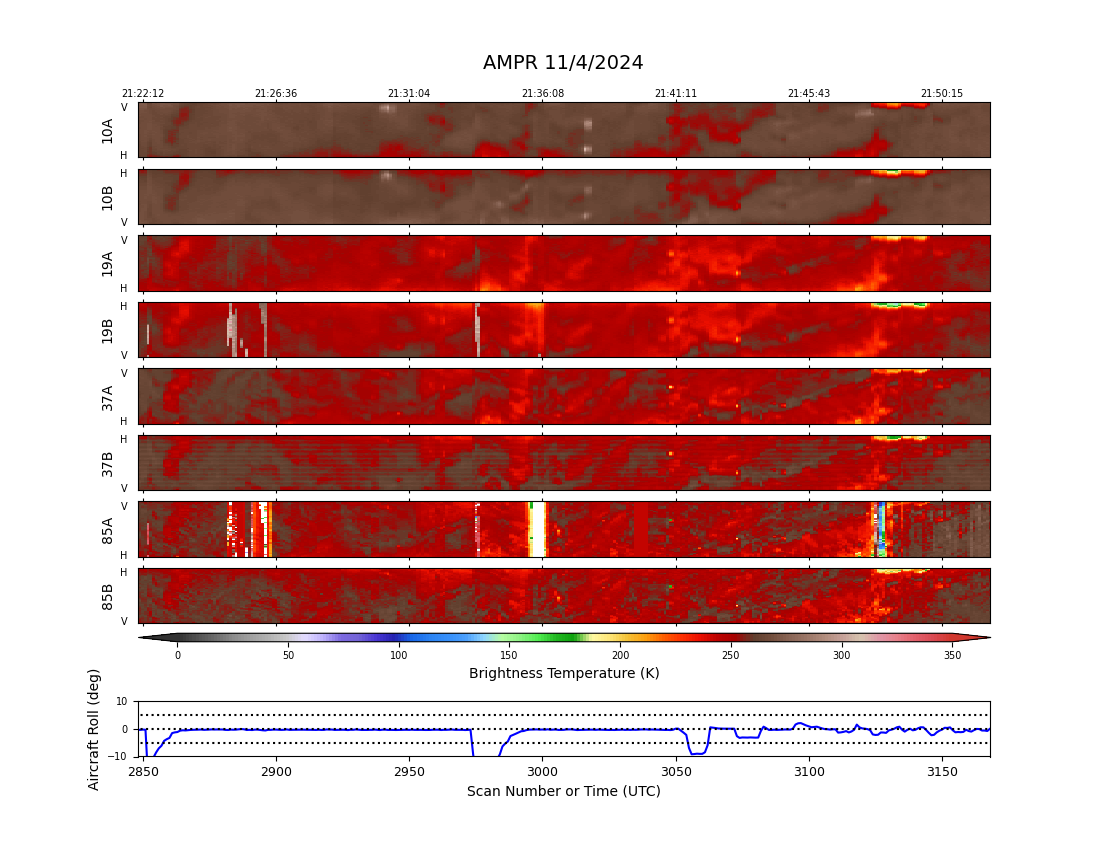 AMPR 11/4/2024
21:22:12 21:26:36 21:31:04 21:36:08 21:41:11 21:45:43 21:50:15
V
10A
H
H
10B
V
V
19A
H
H
19B
V
V
37A
H
H
37B
V
V
85A
H
H
85B
V
0 50 100 150 200 250 300 350
Brightness Temperature (K)
Aircraft Roll (deg)
10
0
−10
2850 2900 2950 3000 3050 3100 3150
Scan Number or Time (UTC)